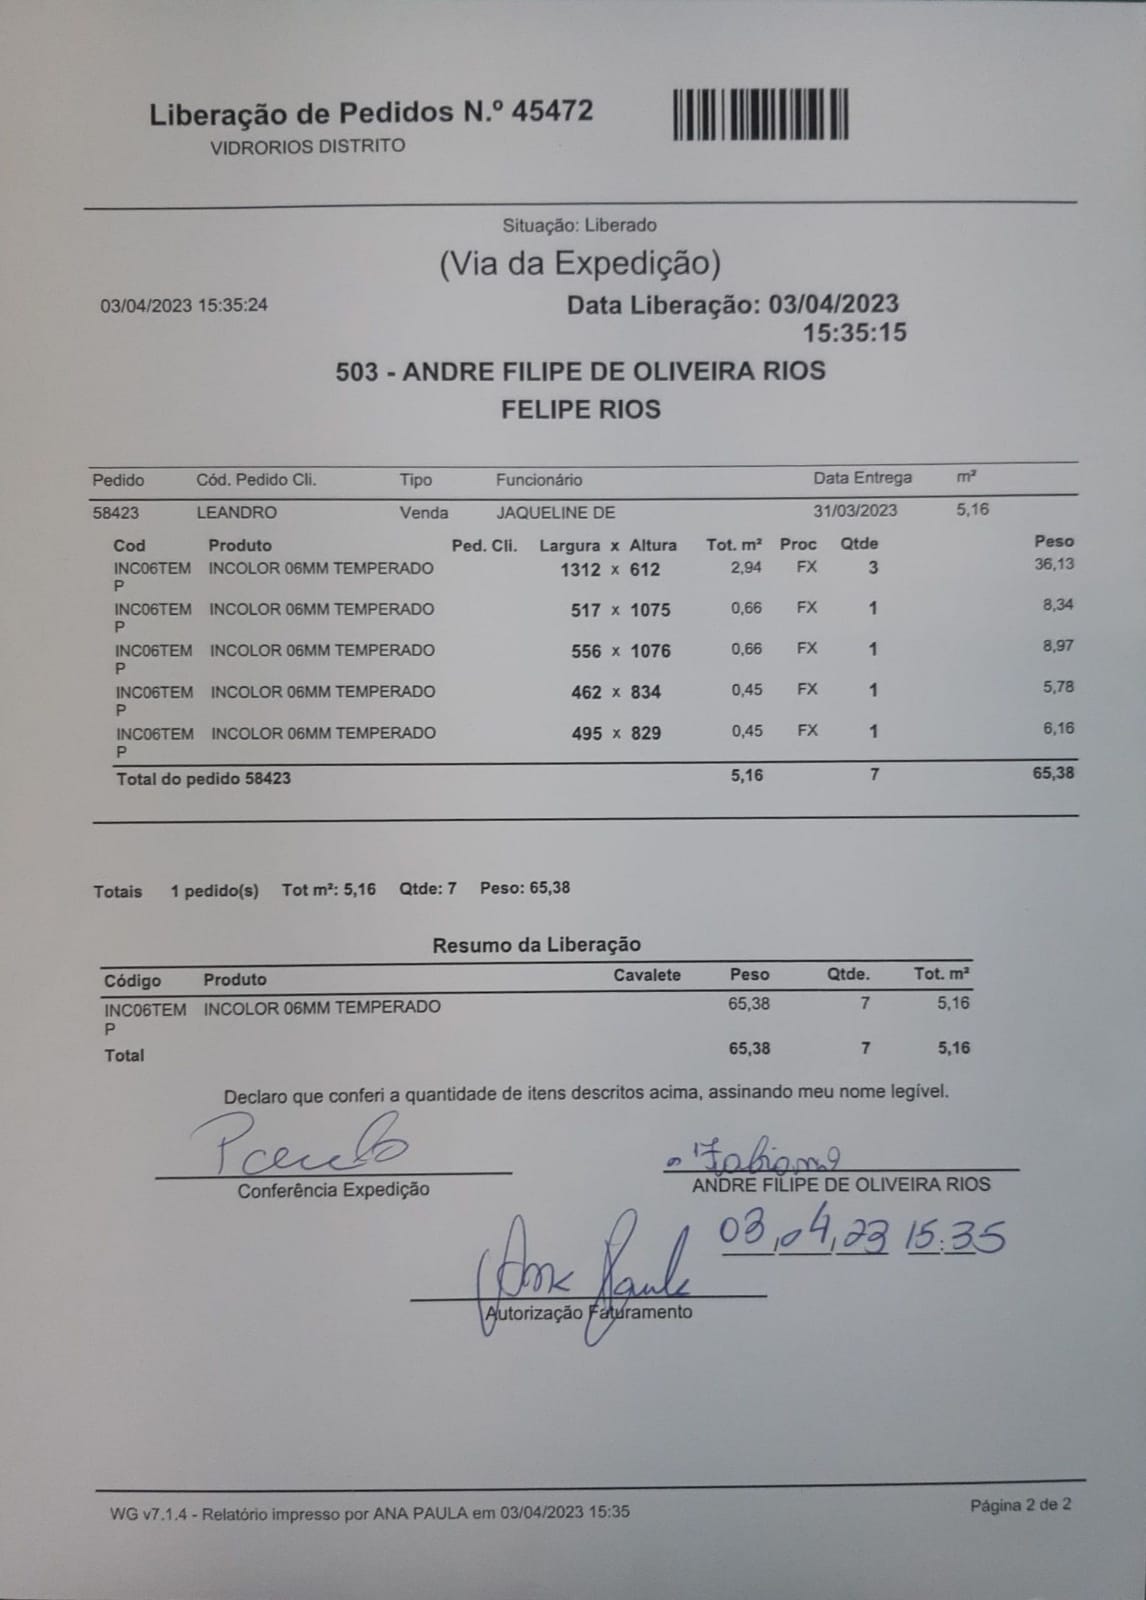 Liberação de Pedidos N.º 45472
VIDRORIOS DISTRITO
Situação: Liberado
(Via da Expedição)
03/04/2023 15:35:24
Data Liberação: 03/04/2023
15:35:15
503 - ANDRE FILIPE DE OLIVEIRA RIOS
FELIPE RIOS
Pedido Cód. Pedido Cli. Tipo Funcionário Data Entrega m²
58423 LEANDRO Venda JAQUELINE DE 31/03/2023 5,16
Cod Produto Ped. Cli. Largura x Altura Tot. m² Proc Qtde Peso
INC06TEM INCOLOR 06MM TEMPERADO 1312 x 612 2,94 FX 3 36,13
P
INC06TEM INCOLOR 06MM TEMPERADO 517 x 1075 0,66 FX 1 8,34
P
INC06TEM INCOLOR 06MM TEMPERADO 556 x 1076 0,66 FX 1 8,97
P
INC06TEM INCOLOR 06MM TEMPERADO 462 x 834 0,45 FX 1 5,78
P
INC06TEM INCOLOR 06MM TEMPERADO 495 x 829 0,45 FX 1 6,16
P
Total do pedido 58423 5,16 7 65,38
Totais 1 pedido(s) Tot m²: 5,16 Qtde: 7 Peso: 65,38
Resumo da Liberação
Código Produto Cavalete Peso Qtde. Tot. m²
INC06TEM INCOLOR 06MM TEMPERADO 65,38 7 5,16
P
Total 65,38 7 5,16
Declaro que conferi a quantidade de itens descritos acima, assinando meu nome legível.
Paulo
Conferência Expedição
Fabiano
ANDRE FILIPE DE OLIVEIRA RIOS
03,04,23 15:35
Ana Paula
Autorização Faturamento
WG v7.1.4 - Relatório impresso por ANA PAULA em 03/04/2023 15:35
Página 2 de 2